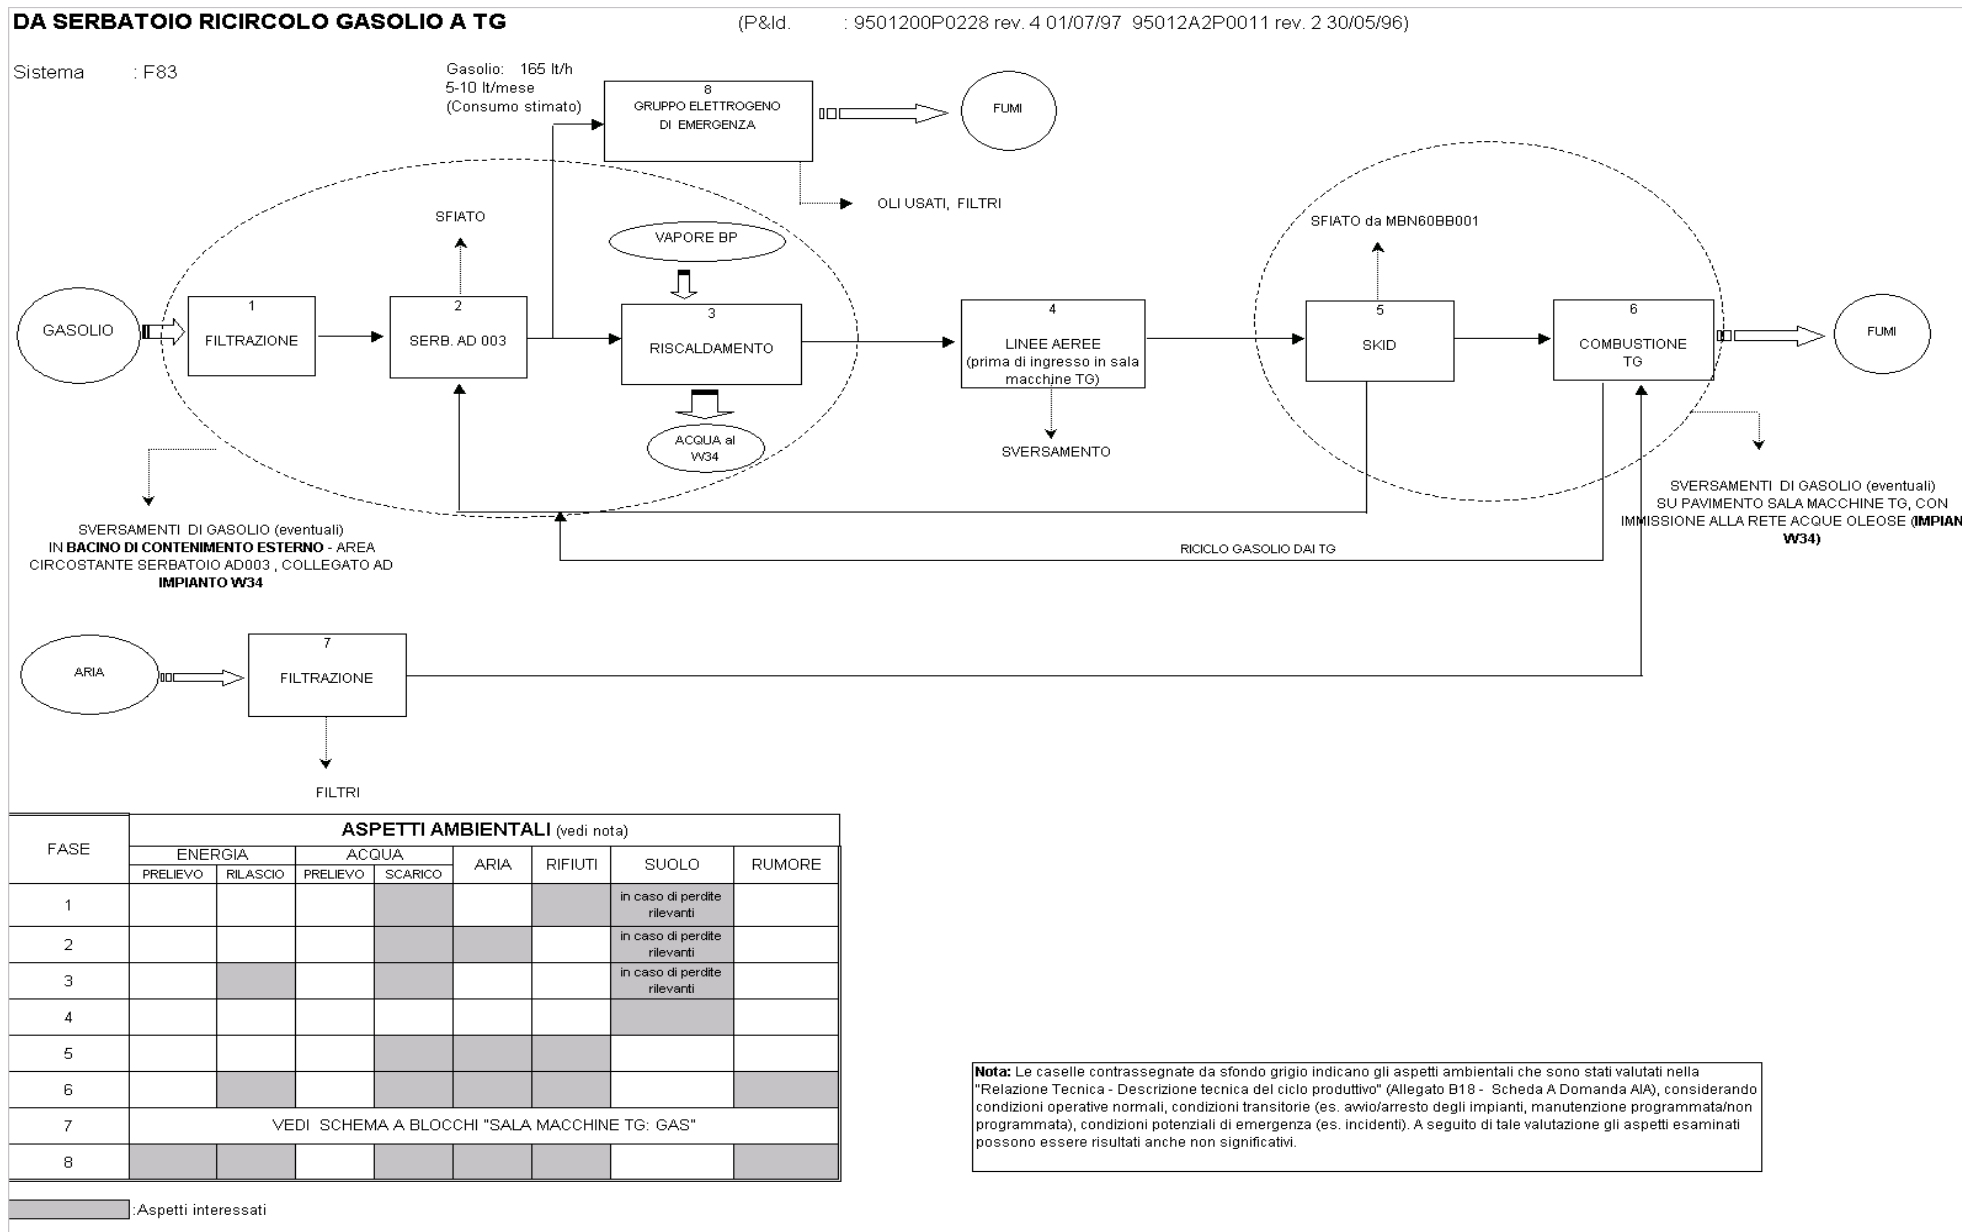 DA SERBATOIO RICIRCOLO GASOLIO A TG
(P&Id. : 9501200P0228 rev. 4 01/07/97 95012A2P0011 rev. 2 30/05/96)
Sistema : F83
Gasolio: 165 lt/h
5-10 lt/mese
(Consumo stimato)
8
GRUPPO ELETTROGENO
DI EMERGENZA
FUMI
OLI USATI, FILTRI
SFIATO
VAPORE BP
SFIATO da MBN60BB001
GASOLIO
1
FILTRAZIONE
2
SERB. AD 003
3
RISCALDAMENTO
4
LINEE AEREE
(prima di ingresso in sala
macchine TG)
5
SKID
6
COMBUSTIONE
TG
FUMI
ACQUA al
W34
SVERSAMENTO
SVERSAMENTI DI GASOLIO (eventuali)
IN BACINO DI CONTENIMENTO ESTERNO - AREA
CIRCOSTANTE SERBATOIO AD003 , COLLEGATO AD
IMPIANTO W34
SVERSAMENTI DI GASOLIO (eventuali)
SU PAVIMENTO SALA MACCHINE TG, CON
IMMISSIONE ALLA RETE ACQUE OLEOSE (IMPIAN
W34)
RICICLO GASOLIO DAI TG
ARIA
7
FILTRAZIONE
FILTRI
FASE
ASPETTI AMBIENTALI (vedi nota)
ENERGIA ACQUA ARIA RIFIUTI SUOLO RUMORE
PRELIEVO RILASCIO PRELIEVO SCARICO
1
in caso di perdite
rilevanti
2
in caso di perdite
rilevanti
3
in caso di perdite
rilevanti
4
5
6
7 VEDI SCHEMA A BLOCCHI "SALA MACCHINE TG: GAS"
8
:Aspetti interessati
Nota: Le caselle contrassegnate da sfondo grigio indicano gli aspetti ambientali che sono stati valutati nella
"Relazione Tecnica - Descrizione tecnica del ciclo produttivo" (Allegato B18 - Scheda A Domanda AIA), considerando
condizioni operative normali, condizioni transitorie (es. avvio/arresto degli impianti, manutenzione programmata/non
programmata), condizioni potenziali di emergenza (es. incidenti). A seguito di tale valutazione gli aspetti esaminati
possono essere risultati anche non significativi.